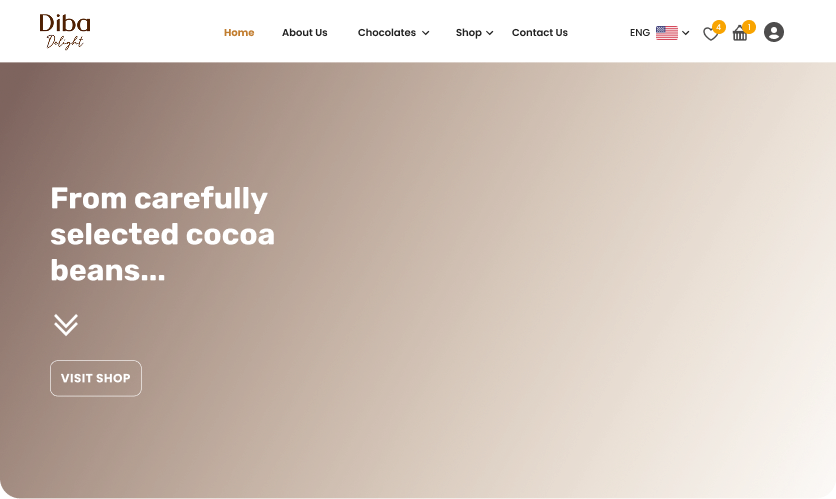 Diba
Delight
Home
About Us
Chocolates
Shop
Contact Us
ENG
4
1
From carefully
selected cocoa
beans...
VISIT SHOP